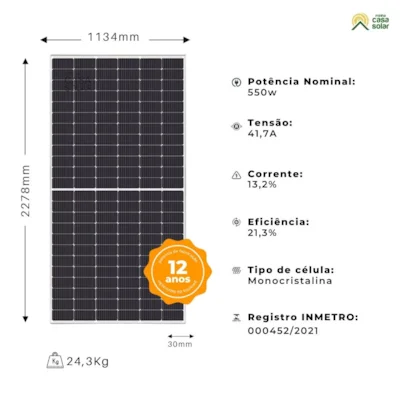 minha
casa
solar
1134mm
2278mm
12
anos
30mm
Kg
24,3Kg
Potência Nominal:
550w
Tensão:
41,7A
Corrente:
13,2%
Eficiência:
21,3%
Tipo de célula:
Monocristalina
Registro INMETRO:
000452/2021